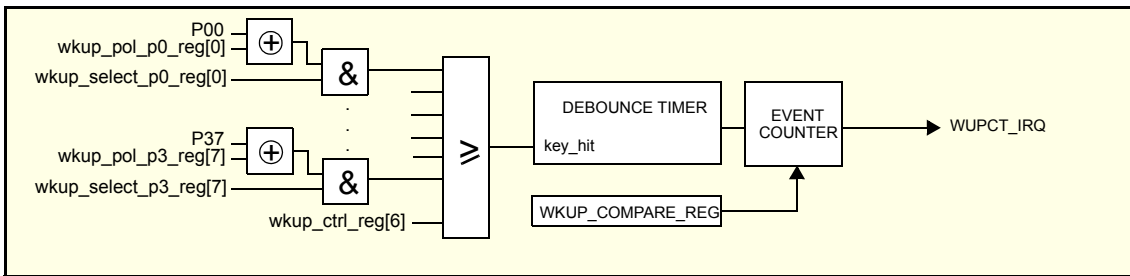 P00
wkup_pol_p0_reg[0]
wkup_select_p0_reg[0]
&
P37
wkup_pol_p3_reg[7]
wkup_select_p3_reg[7]
&
wkup_ctrl_reg[6]
≥
DEBOUNCE TIMER
key_hit
WKUP_COMPARE_REG
EVENT
COUNTER
WUPCT_IRQ